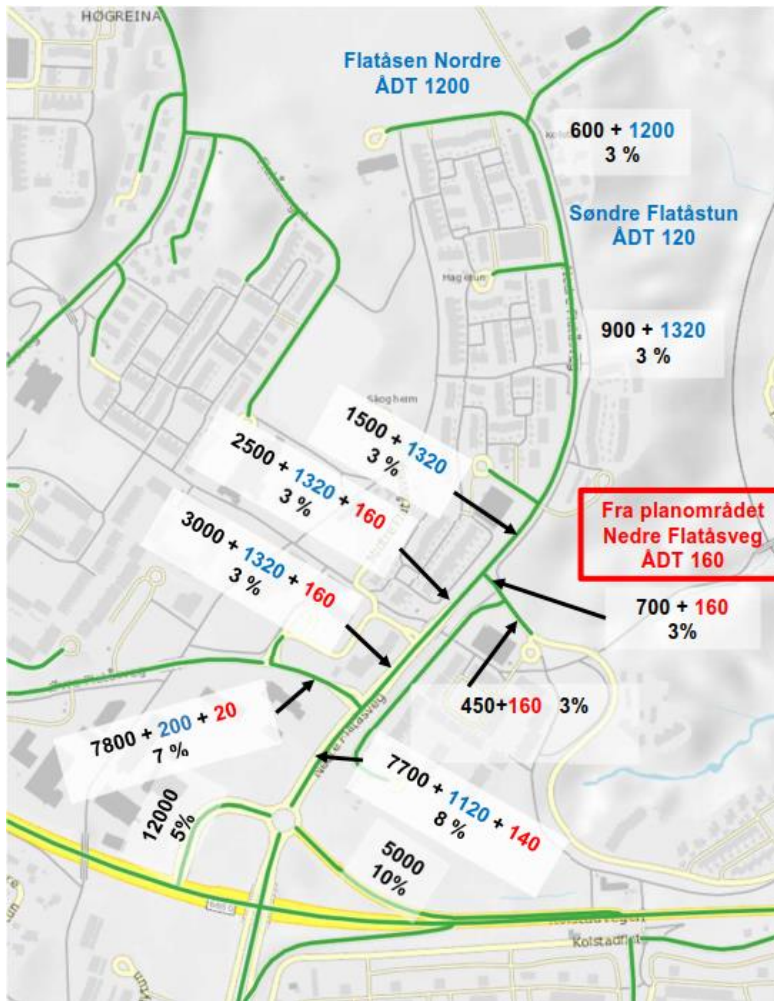 HØGREINA
Flatåsen Nordre
ÅDT 1200
600 + 1200
3 %
Søndre Flatåstun
ÅDT 120
Hagetun
900 + 1320
3 %
Skogheim
1500 + 1320
3 %
2500 + 1320 + 160
3 %
3000 + 1320 + 160
3 %
Fra planområdet
Nedre Flatåsveg
ÅDT 160
700 + 160
3%
450+160 3%
7800 + 200 + 20
7 %
7700 + 1120 + 140
8 %
12000
5%
5000
10%
Kolstadflat